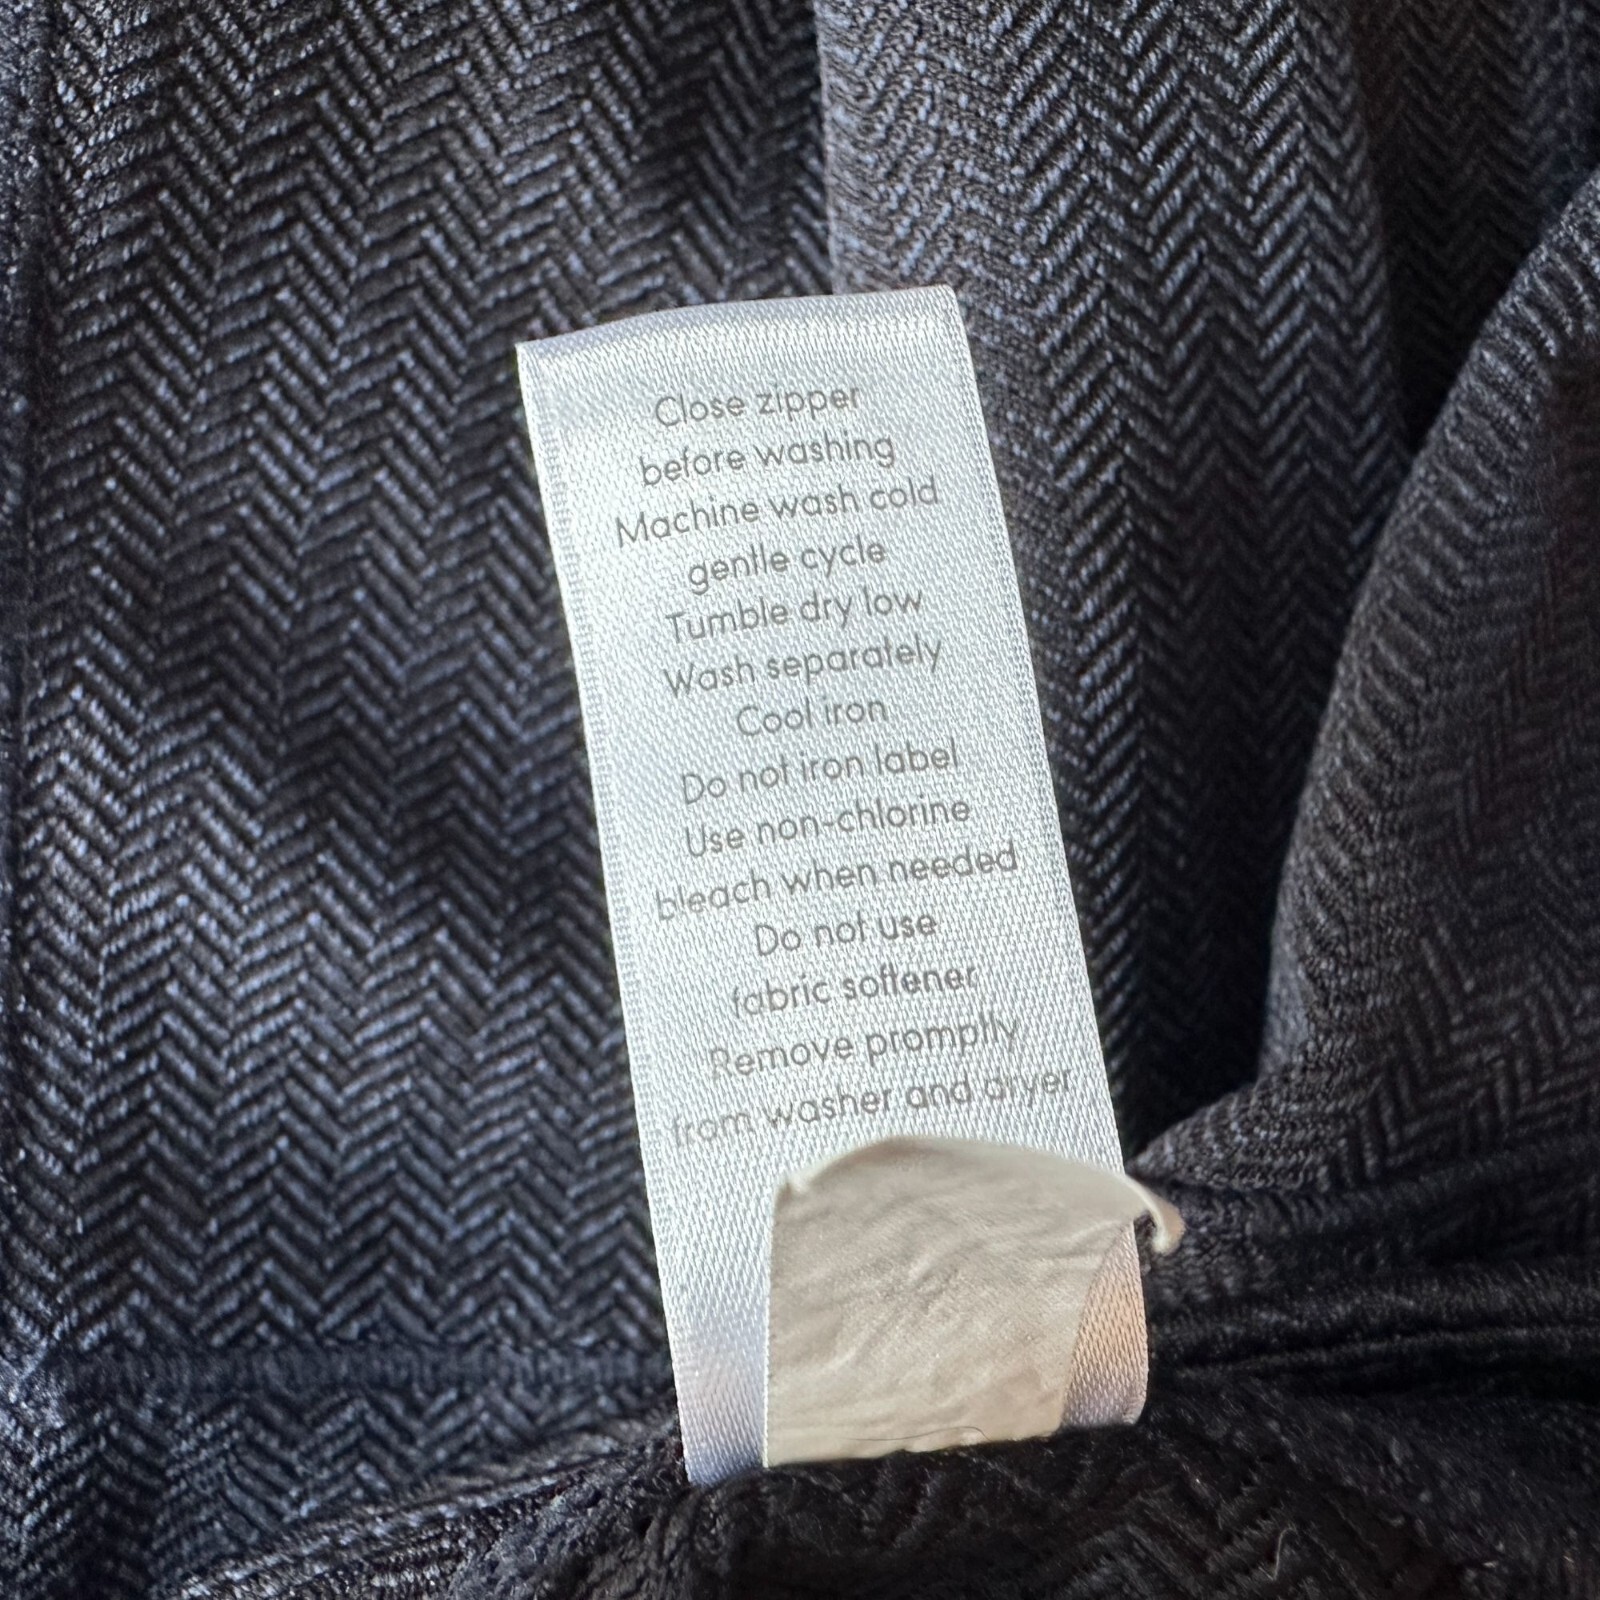 Close zipper
before washing
Machine wash cold
gentle cycle
Tumble dry low
Wash separately
Cool iron
Do not iron label
Use non-chlorine
bleach when needed
Do not use
fabric softener
Remove promptly
from washer and dryer